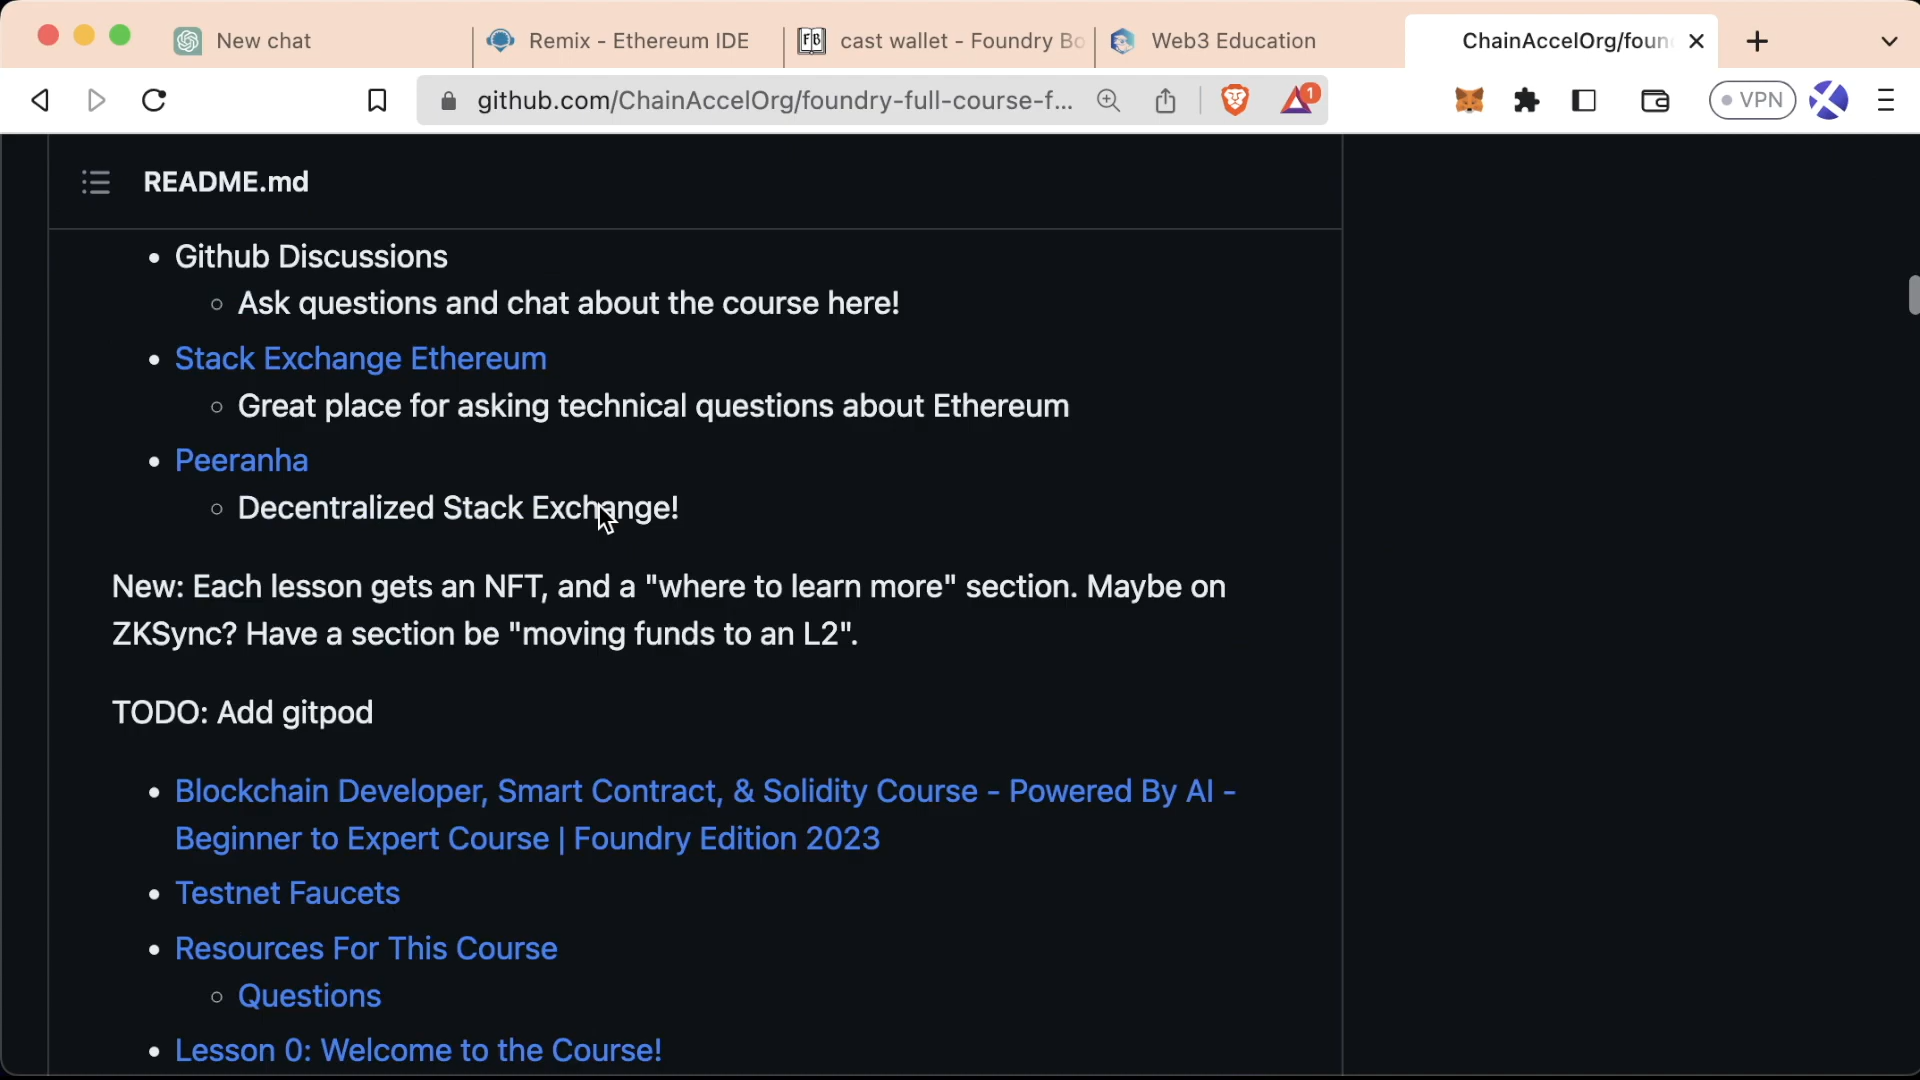 New chat
Remix - Ethereum IDE
cast wallet - Foundry Bo
Web3 Education
ChainAccelOrg/foun
github.com/ChainAccelOrg/foundry-full-course-f...
1
VPN
README.md
Github Discussions
Ask questions and chat about the course here!
Stack Exchange Ethereum
Great place for asking technical questions about Ethereum
Peeranha
Decentralized Stack Exchange!
New: Each lesson gets an NFT, and a "where to learn more" section. Maybe on
ZKSync? Have a section be "moving funds to an L2".
TODO: Add gitpod
Blockchain Developer, Smart Contract, & Solidity Course - Powered By AI -
Beginner to Expert Course | Foundry Edition 2023
Testnet Faucets
Resources For This Course
Questions
Lesson 0: Welcome to the Course!